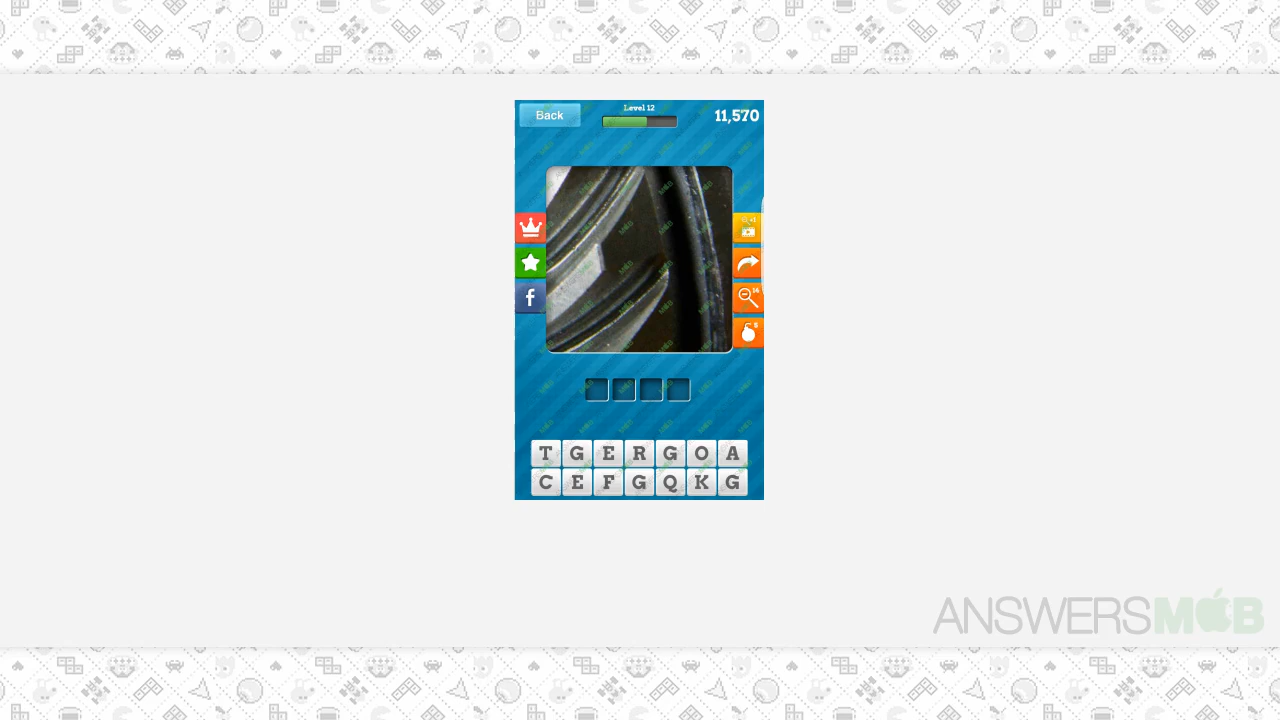 Back
Level 12
11,570
T G E R G O A
C E F G Q K G
ANSWERSMOB